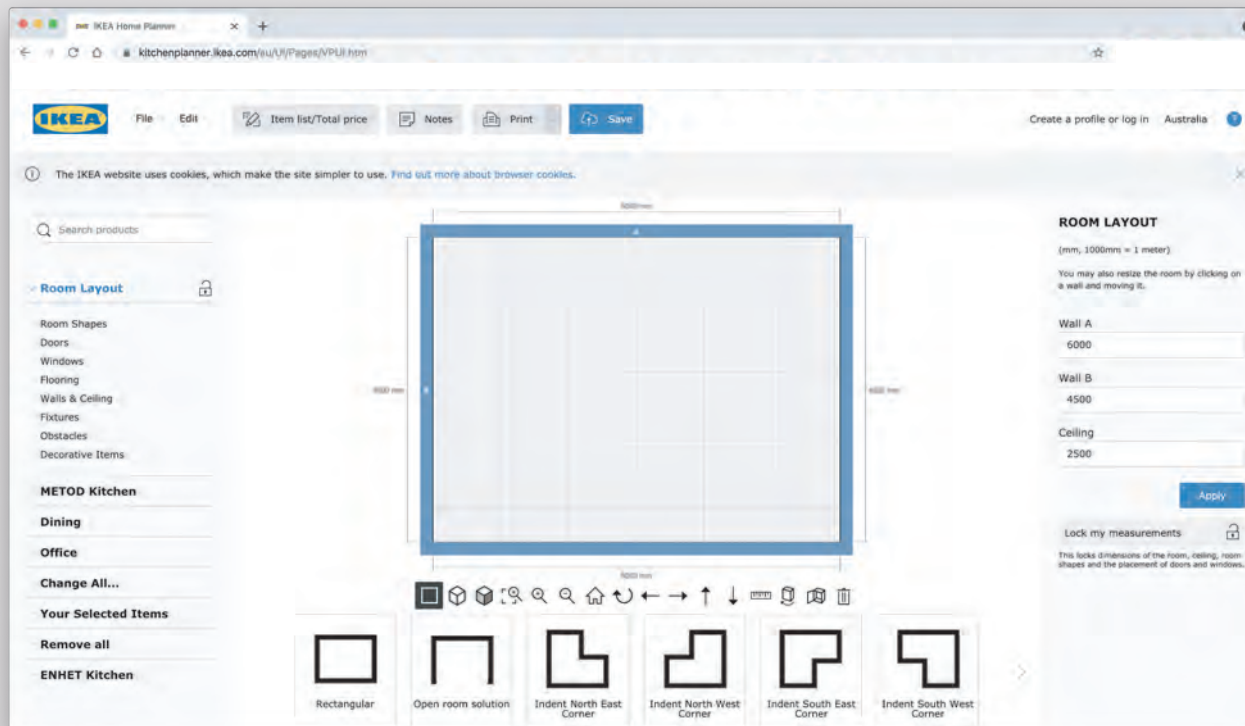 IKEA Home Planner
kitchenplanner.ikea.com/eu/UI/Pages/VPUI.htm
IKEA
File
Edit
Item list/Total price
Notes
Print
Save
Create a profile or log in
Australia
?
The IKEA website uses cookies, which make the site simpler to use. Find out more about browser cookies.
Search products
Room Layout
Room Shapes
Doors
Windows
Flooring
Walls & Ceiling
Fixtures
Obstacles
Decorative Items
METOD Kitchen
Dining
Office
Change All...
Your Selected Items
Remove all
ENHET Kitchen
A
ROOM LAYOUT
(mm, 1000mm = 1 meter)
You may also resize the room by clicking on
a wall and moving it.
Wall A
6000
Wall B
4500
Ceiling
2500
Apply
Lock my measurements
This locks dimensions of the room, ceiling, room
shapes and the placement of doors and windows.
Rectangular
Open room solution
Indent North East
Corner
Indent North West
Corner
Indent South East
Corner
Indent South West
Corner